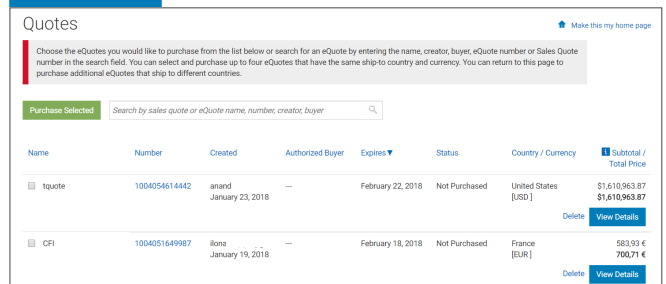 Quotes
Make this my home page
Choose the eQuotes you would like to purchase from the list below or search for an eQuote by entering the name, creator, buyer, eQuote number or Sales Quote
number in the search field. You can select and purchase up to four eQuotes that have the same ship-to country and currency. You can return to this page to
purchase additional eQuotes that ship to different countries.
Purchase Selected Search by sales quote or eQuote name, number, creator, buyer
Name Number Created Authorized Buyer Expires▼ Status Country / Currency i Subtotal /
Total Price
tquote 1004054614442 anand --- February 22, 2018 Not Purchased United States $1,610,963.87
January 23, 2018 [USD ] $1,610,963.87
Delete View Details
CFI 1004051649987 ilona --- February 18, 2018 Not Purchased France 583,93 €
January 19, 2018 [EUR ] 700,71 €
Delete View Details